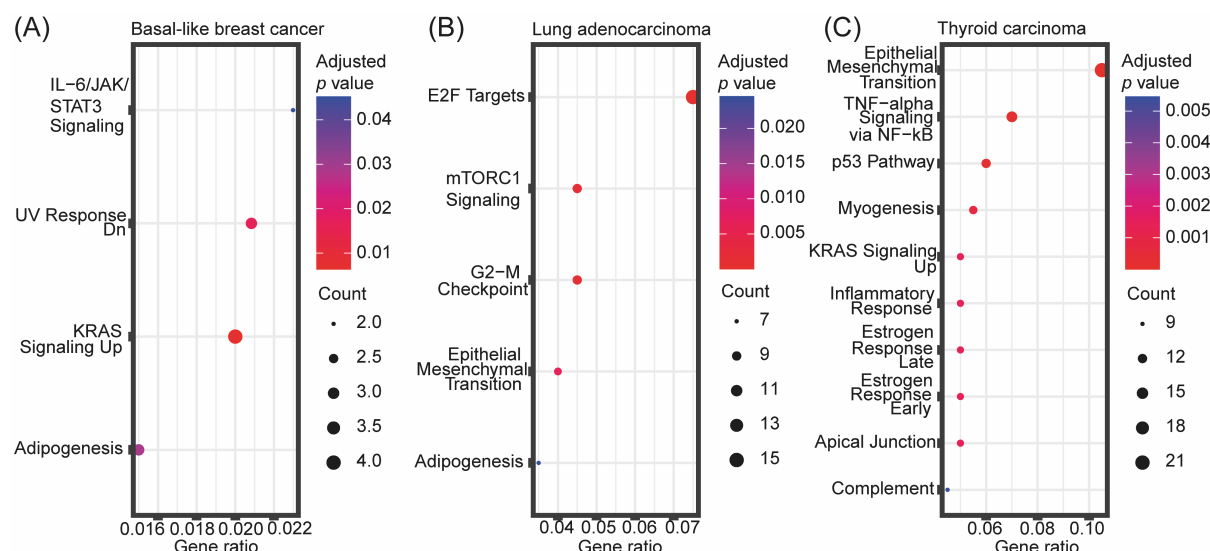 (A)
Basal-like breast cancer
IL−6/JAK/
STAT3
Signaling
UV Response
Dn
KRAS
Signaling Up
Adipogenesis
0.016 0.018 0.020 0.022
Gene ratio
Adjusted
p value
0.04
0.03
0.02
0.01
Count
2.0
2.5
3.0
3.5
4.0
(B)
Lung adenocarcinoma
E2F Targets
mTORC1
Signaling
G2−M
Checkpoint
Epithelial
Mesenchymal
Transition
Adipogenesis
0.04 0.05 0.06 0.07
Gene ratio
Adjusted
p value
0.020
0.015
0.010
0.005
Count
7
9
11
13
15
(C)
Thyroid carcinoma
Epithelial
Mesenchymal
Transition
TNF−alpha
Signaling
via NF−kB
p53 Pathway
Myogenesis
KRAS Signaling
Up
Inflammatory
Response
Estrogen
Response
Late
Estrogen
Response
Early
Apical Junction
Complement
0.06 0.08 0.10
Gene ratio
Adjusted
p value
0.005
0.004
0.003
0.002
0.001
Count
9
12
15
18
21